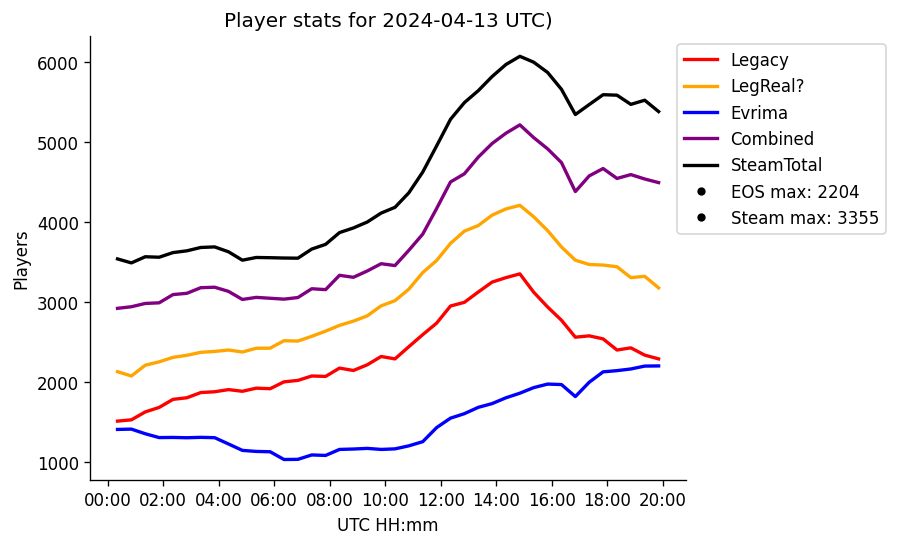 Player stats for 2024-04-13 UTC)
6000
5000
4000
3000
2000
1000
Players
00:00 02:00 04:00 06:00 08:00 10:00 12:00 14:00 16:00 18:00 20:00
UTC HH:mm
Legacy
LegReal?
Evrima
Combined
SteamTotal
EOS max: 2204
Steam max: 3355